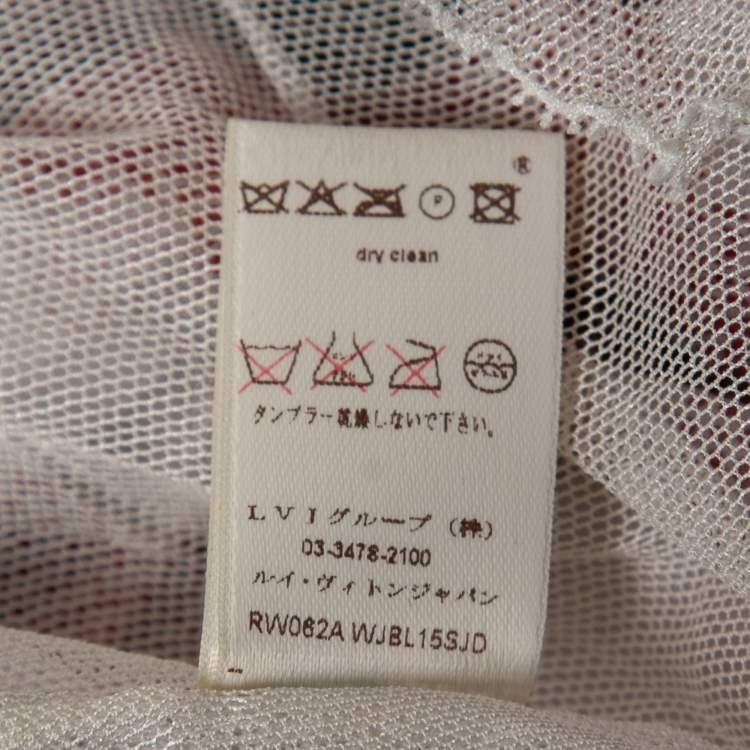 ®
P
dry clean
タンブラー乾燥しないで下さい。
LVJグループ（株）
03-3478-2100
ルイ・ヴィトンジャパン
RW062A WJBL15SJD